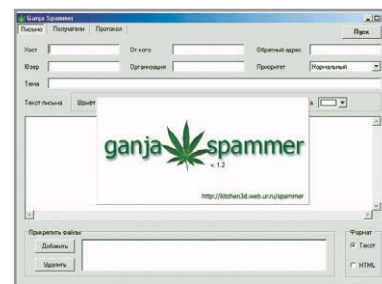 Ganja Spammer
Письмо Получатели Протокол
Пуск
Хост От кого Обратный адрес
Юзер Организация Приоритет Нормальный
Тема
Текст письма Шрифт
ganja spammer
v. 1.2
http://kitchen3d.web.ur.ru/spammer
Прикрепить файлы Формат
Добавить Текст
Удалить HTML